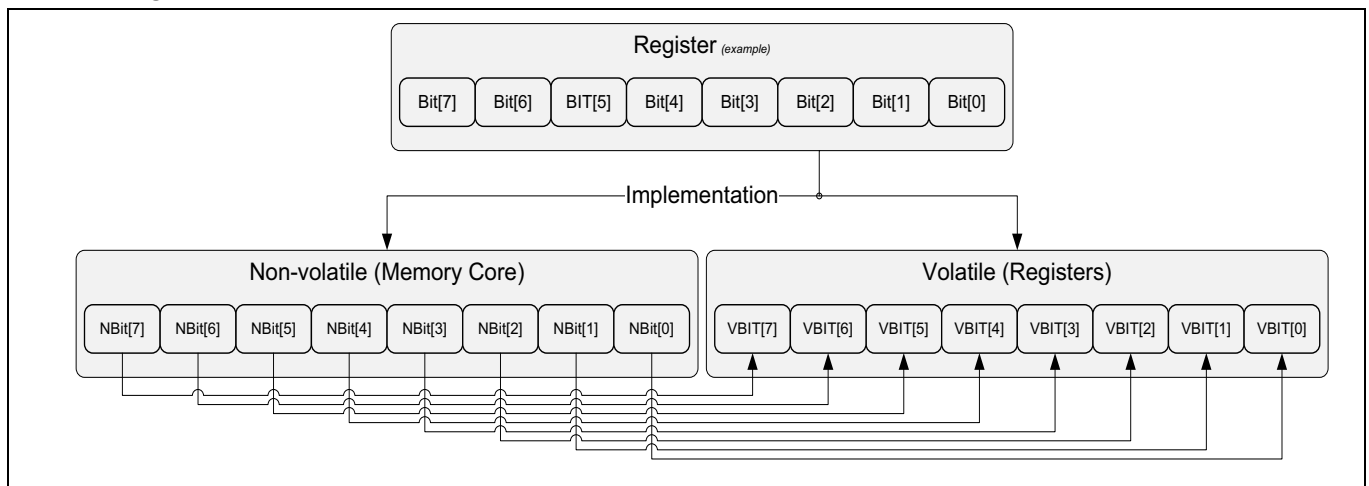 Register (example)
Bit[7] Bit[6] BIT[5] Bit[4] Bit[3] Bit[2] Bit[1] Bit[0]
Implementation
Non-volatile (Memory Core)
NBit[7] NBit[6] NBit[5] NBit[4] NBit[3] NBit[2] NBit[1] NBit[0]
Volatile (Registers)
VBIT[7] VBIT[6] VBIT[5] VBIT[4] VBIT[3] VBIT[2] VBIT[1] VBIT[0]